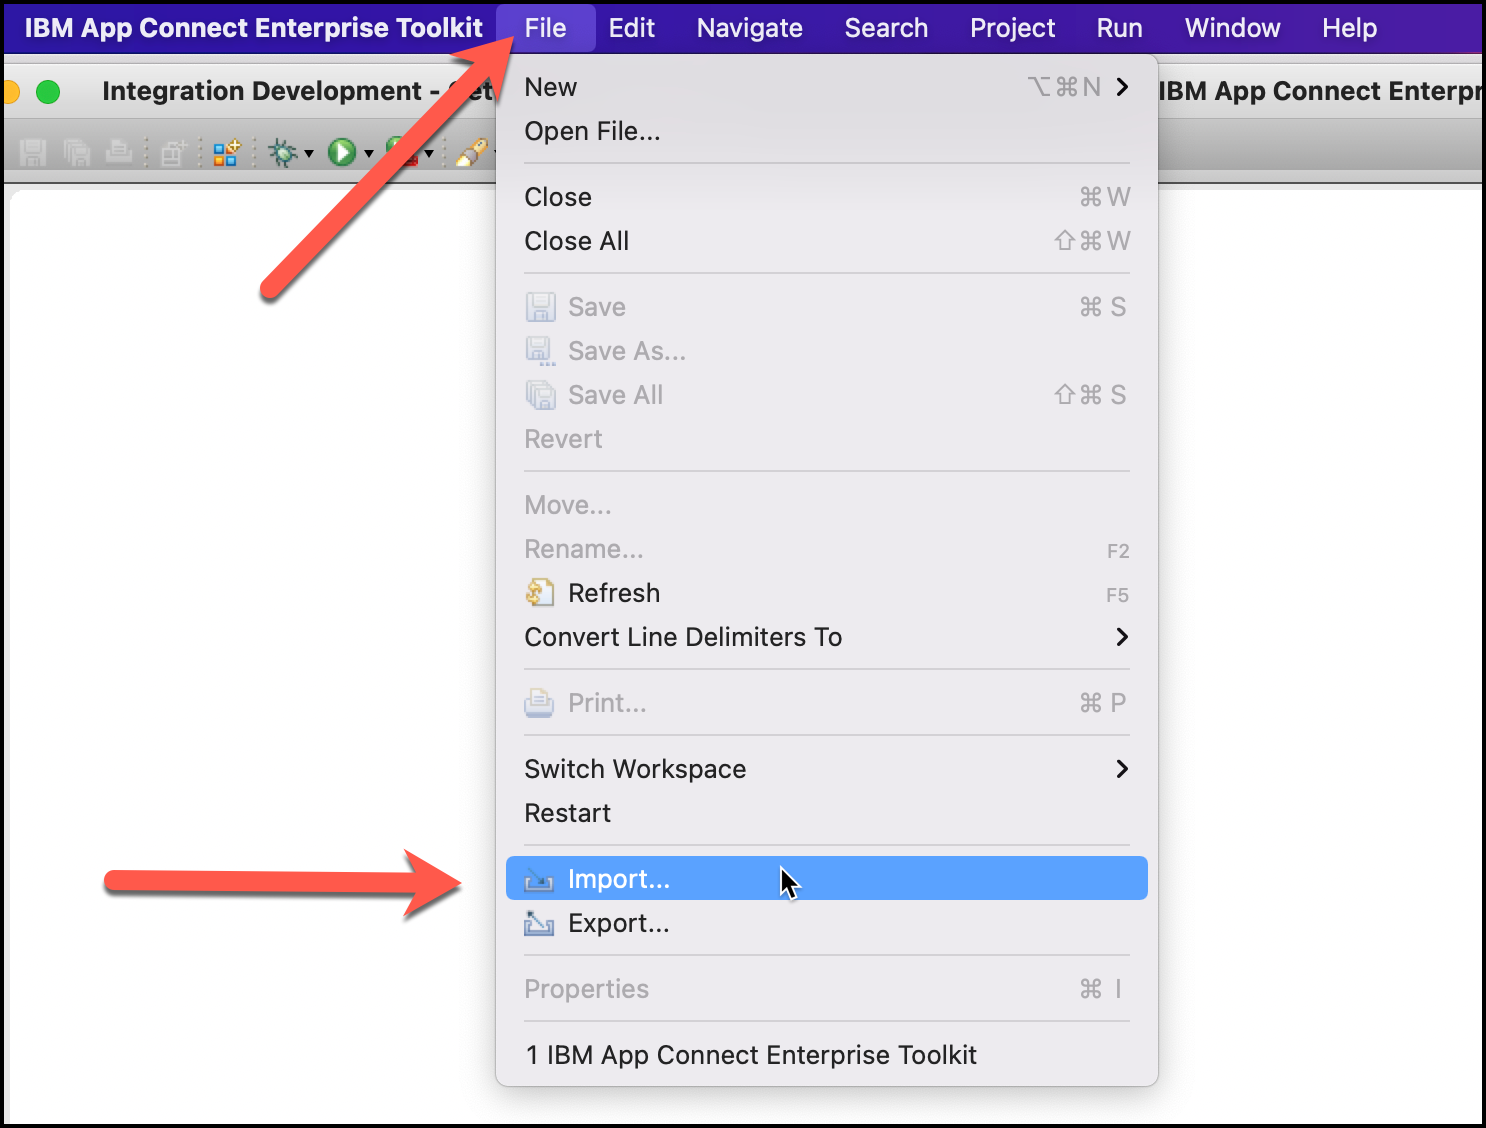 IBM App Connect Enterprise Toolkit File Edit Navigate Search Project Run Window Help
Integration Development - IBM App Connect
New ⌥⌘N
Open File...
Close ⌘W
Close All ⇧⌘W
Save ⌘ S
Save As...
Save All ⇧⌘ S
Revert
Move...
Rename... F2
Refresh F5
Convert Line Delimiters To
Print... ⌘ P
Switch Workspace
Restart
Import...
Export...
Properties ⌘ I
1 IBM App Connect Enterprise Toolkit